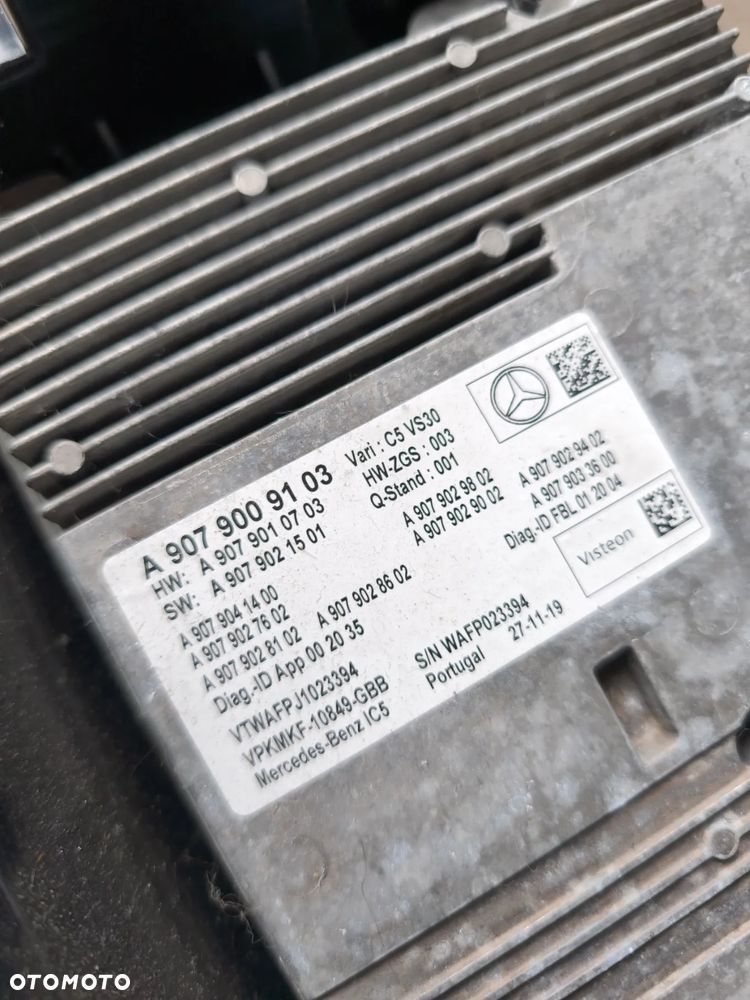 A 907 900 91 03
HW: A 907 901 07 03
SW: A 907 902 15 01
Vari : C5 VS30
HW-ZGS : 003
Q-Stand : 001
A 907 904 14 00
A 907 902 76 02
A 907 902 81 02 A 907 902 86 02
A 907 902 98 02 A 907 902 94 02
A 907 902 90 02 A 907 903 36 00
Diag.-ID App 00 20 35
Diag.-ID FBL 01 20 04
Visteon
VTWAFPJ1023394
VPKMKF-10849-GBB
Mercedes-Benz IC5
S/N WAFP023394
Portugal 27-11-19
OTOMOTO